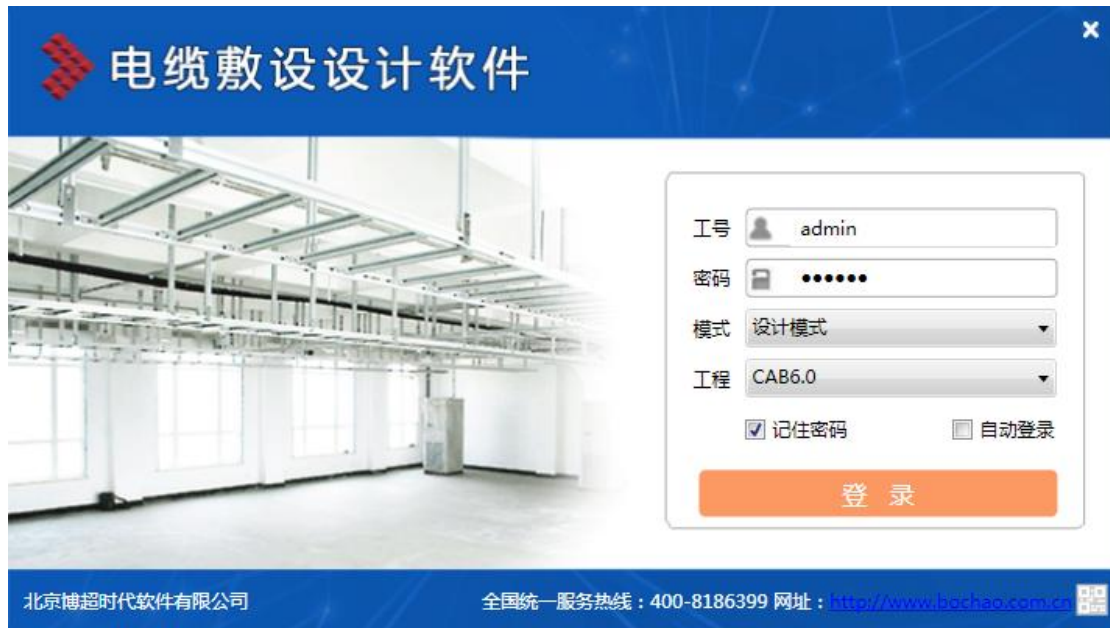 电缆敷设设计软件
工号 admin
密码 ••••••
模式 设计模式
工程 CAB6.0
记住密码 自动登录
登 录
北京博超时代软件有限公司 全国统一服务热线：400-8186399 网址：http://www.bochao.com.cn